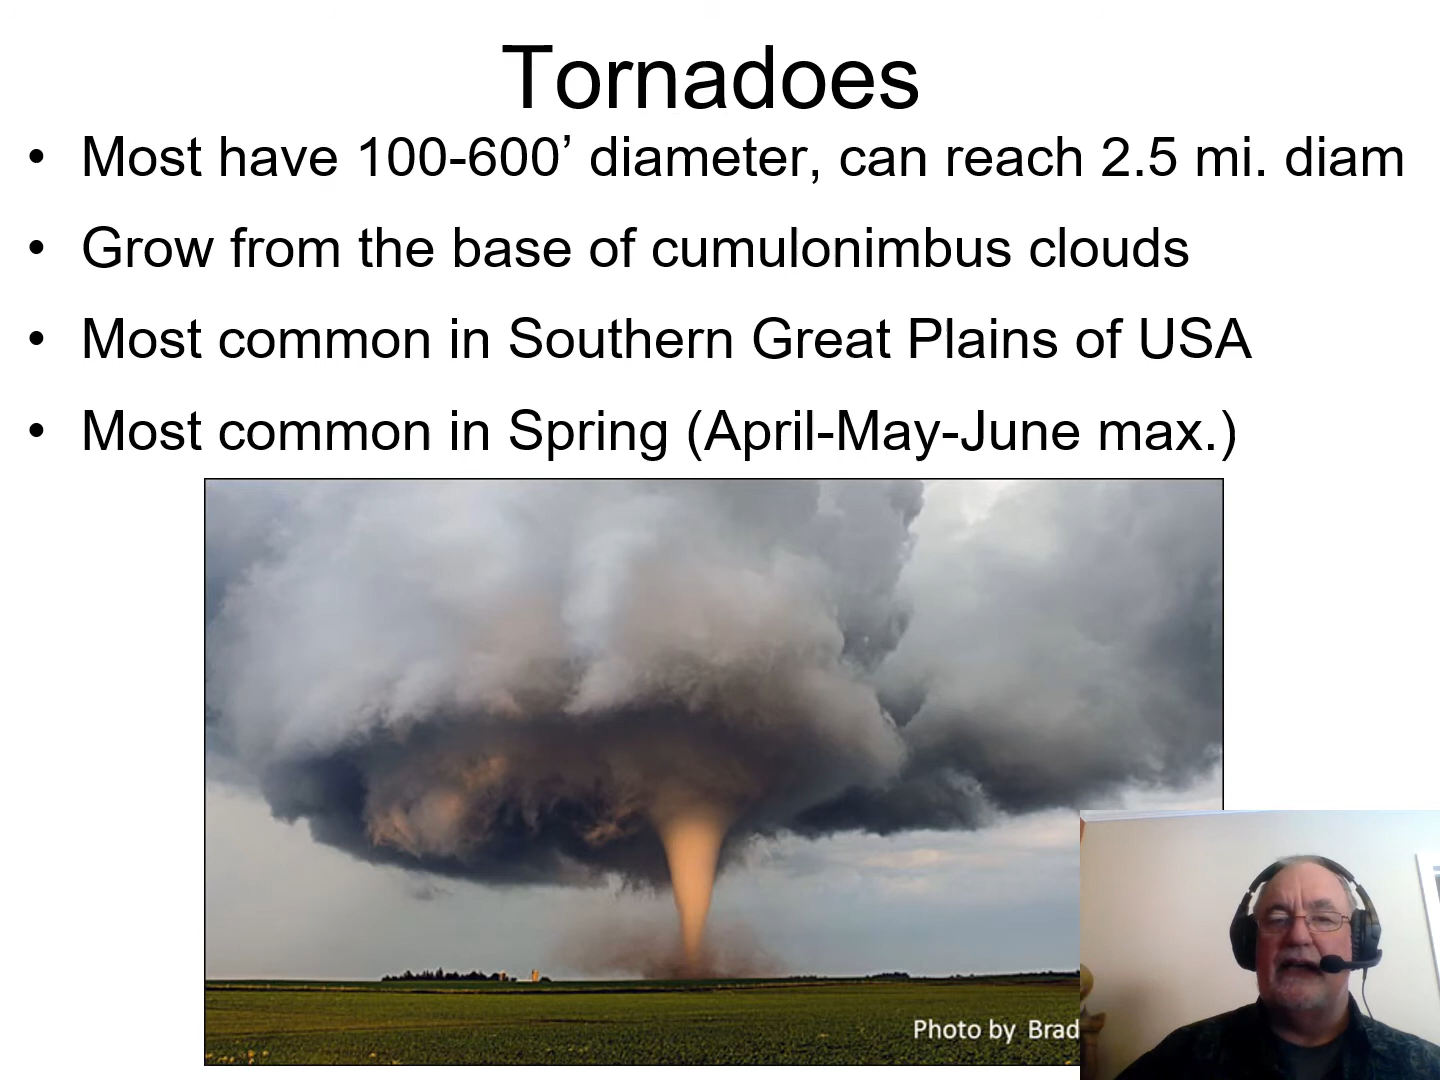 Tornadoes
• Most have 100-600’ diameter, can reach 2.5 mi. diam
• Grow from the base of cumulonimbus clouds
• Most common in Southern Great Plains of USA
• Most common in Spring (April-May-June max.)
Photo by Brad